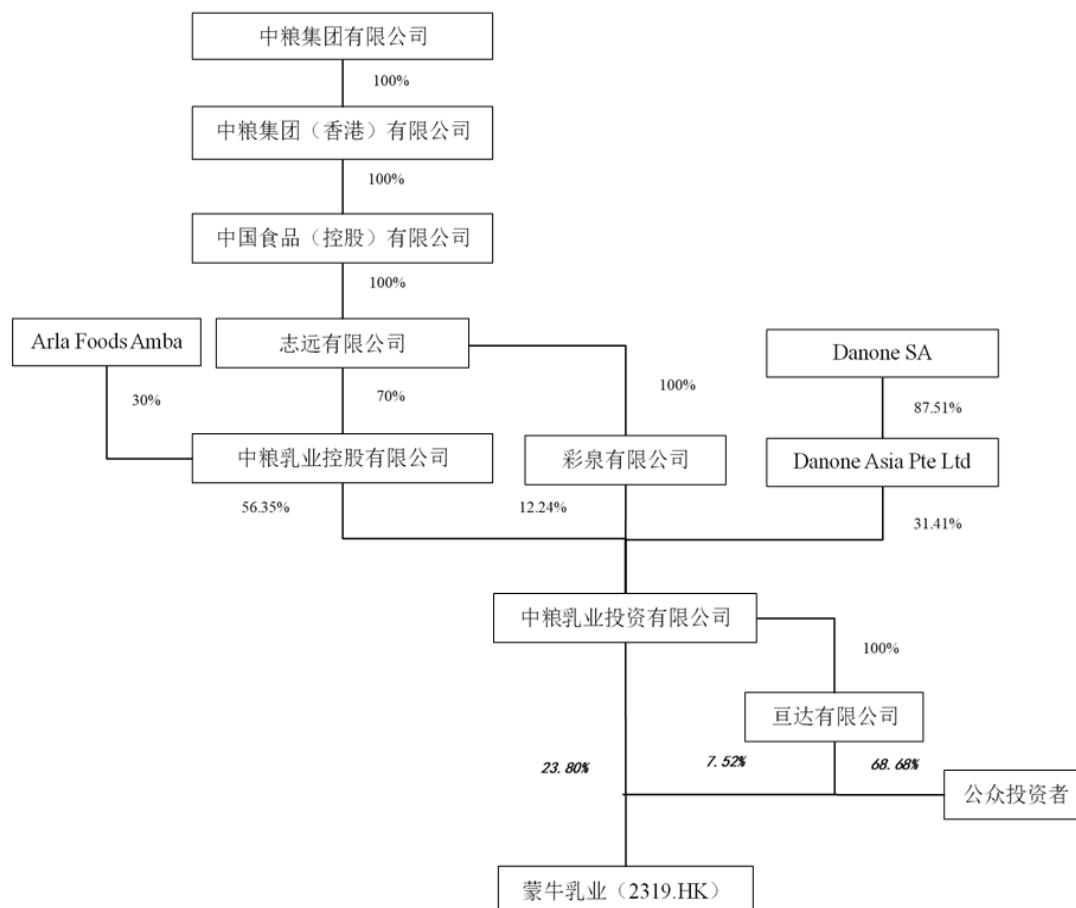 中粮集团有限公司
100%
中粮集团（香港）有限公司
100%
中国食品（控股）有限公司
100%
Arla Foods Amba
志远有限公司
Danone SA
30%
70%
100%
87.51%
中粮乳业控股有限公司
彩泉有限公司
Danone Asia Pte Ltd
56.35%
12.24%
31.41%
中粮乳业投资有限公司
100%
亘达有限公司
23.80%
7.52%
68.68%
公众投资者
蒙牛乳业（2319.HK）